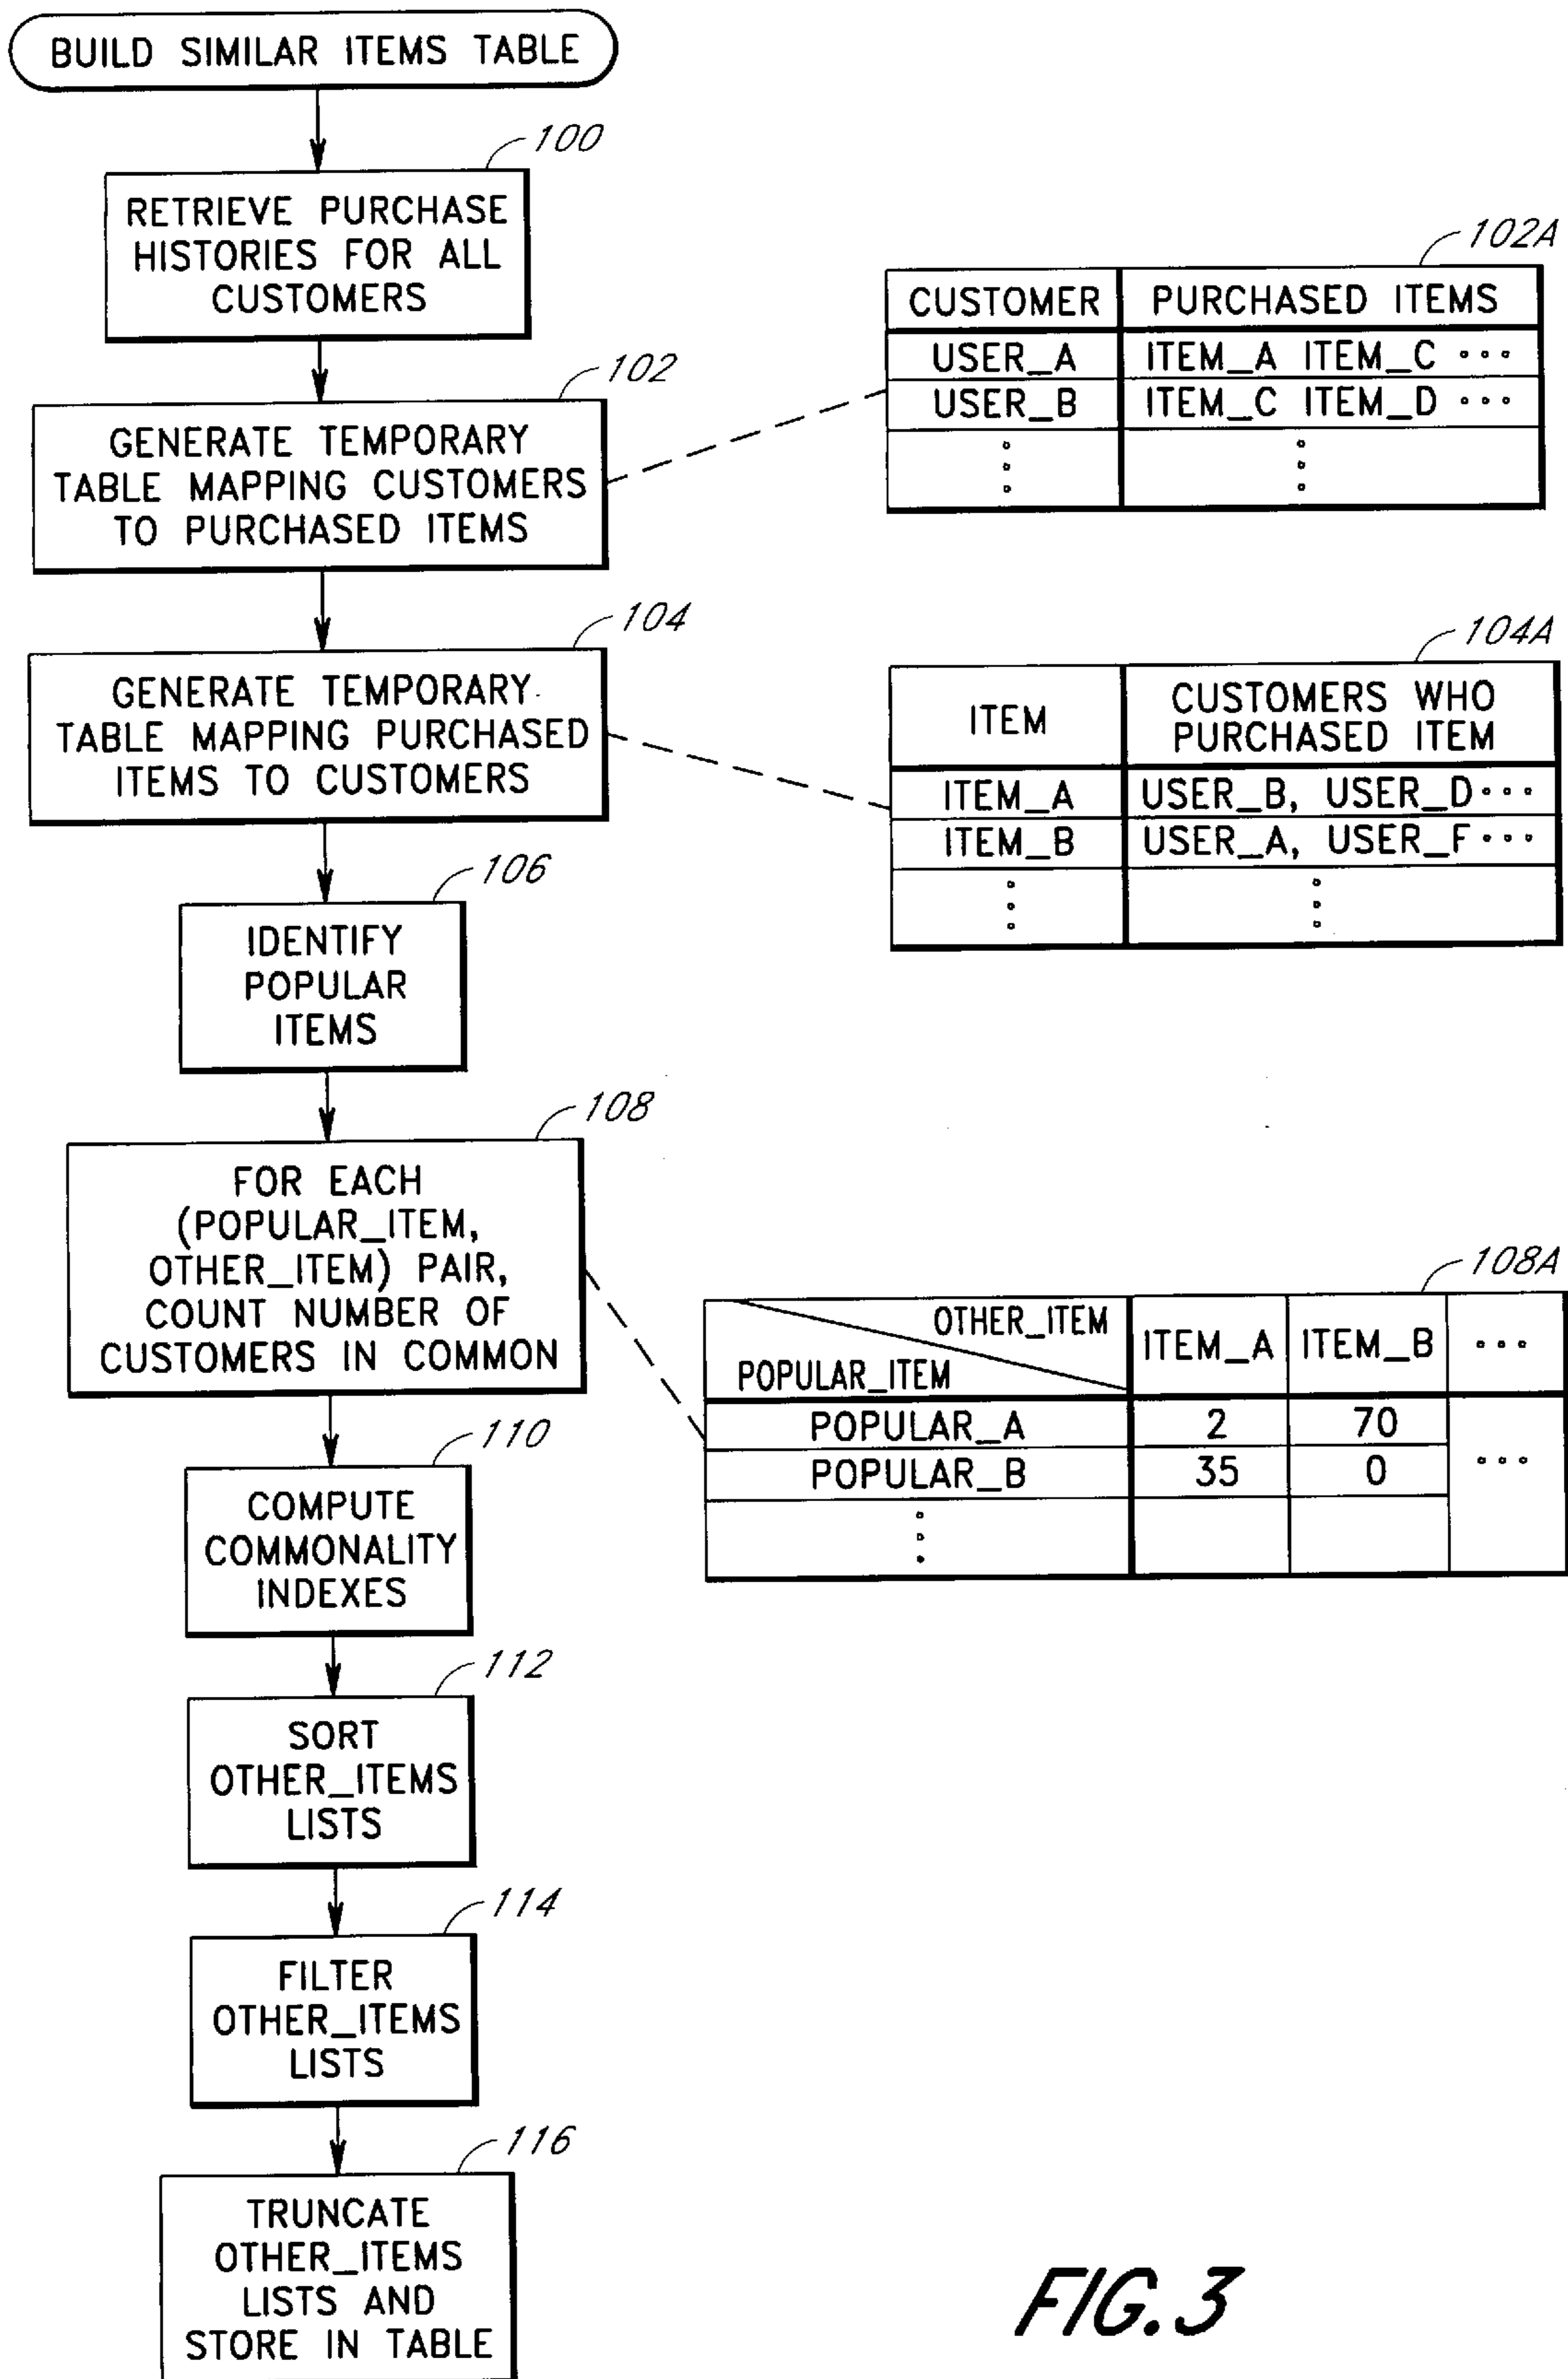 BUILD SIMILAR ITEMS TABLE
100
RETRIEVE PURCHASE
HISTORIES FOR ALL
CUSTOMERS
102
GENERATE TEMPORARY
TABLE MAPPING CUSTOMERS
TO PURCHASED ITEMS
102A
CUSTOMER PURCHASED ITEMS
USER_A ITEM_A ITEM_C ...
USER_B ITEM_C ITEM_D ...
104
GENERATE TEMPORARY
TABLE MAPPING PURCHASED
ITEMS TO CUSTOMERS
104A
ITEM
CUSTOMERS WHO
PURCHASED ITEM
ITEM_A USER_B, USER_D...
ITEM_B USER_A, USER_F...
106
IDENTIFY
POPULAR
ITEMS
108
FOR EACH
(POPULAR_ITEM,
OTHER_ITEM) PAIR,
COUNT NUMBER OF
CUSTOMERS IN COMMON
108A
OTHER_ITEM
POPULAR_ITEM
ITEM_A ITEM_B ...
POPULAR_A 2 70
POPULAR_B 35 0
...
110
COMPUTE
COMMONALITY
INDEXES
112
SORT
OTHER_ITEMS
LISTS
114
FILTER
OTHER_ITEMS
LISTS
116
TRUNCATE
OTHER_ITEMS
LISTS AND
STORE IN TABLE
FIG.3